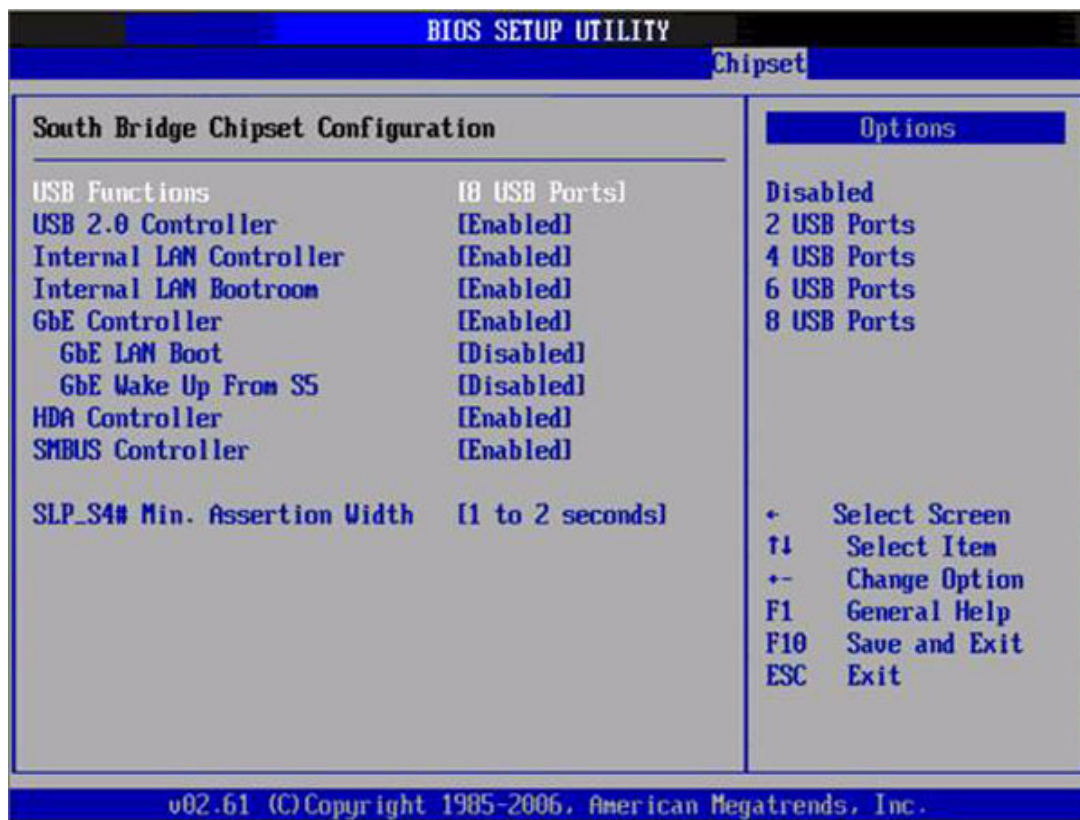 BIOS SETUP UTILITY
Chipset
South Bridge Chipset Configuration
USB Functions [8 USB Ports]
USB 2.0 Controller [Enabled]
Internal LAN Controller [Enabled]
Internal LAN Bootroom [Enabled]
GbE Controller [Enabled]
GbE LAN Boot [Disabled]
GbE Wake Up From S5 [Disabled]
HDA Controller [Enabled]
SMBUS Controller [Enabled]
SLP_S4# Min. Assertion Width [1 to 2 seconds]
Options
Disabled
2 USB Ports
4 USB Ports
6 USB Ports
8 USB Ports
← Select Screen
↑↓ Select Item
+- Change Option
F1 General Help
F10 Save and Exit
ESC Exit
v02.61 (C)Copyright 1985-2006, American Megatrends, Inc.